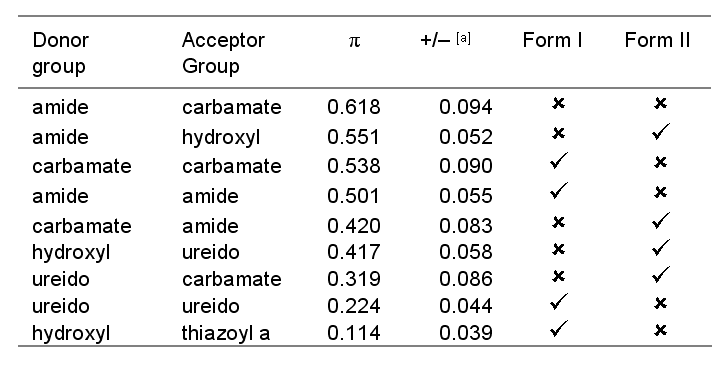 Donor group Acceptor Group π +/– [a] Form I Form II
amide carbamate 0.618 0.094 × ×
amide hydroxyl 0.551 0.052 × ✓
carbamate carbamate 0.538 0.090 ✓ ×
amide amide 0.501 0.055 ✓ ×
carbamate amide 0.420 0.083 × ✓
hydroxyl ureido 0.417 0.058 × ✓
ureido carbamate 0.319 0.086 × ✓
ureido ureido 0.224 0.044 ✓ ×
hydroxyl thiazoyl a 0.114 0.039 ✓ ×